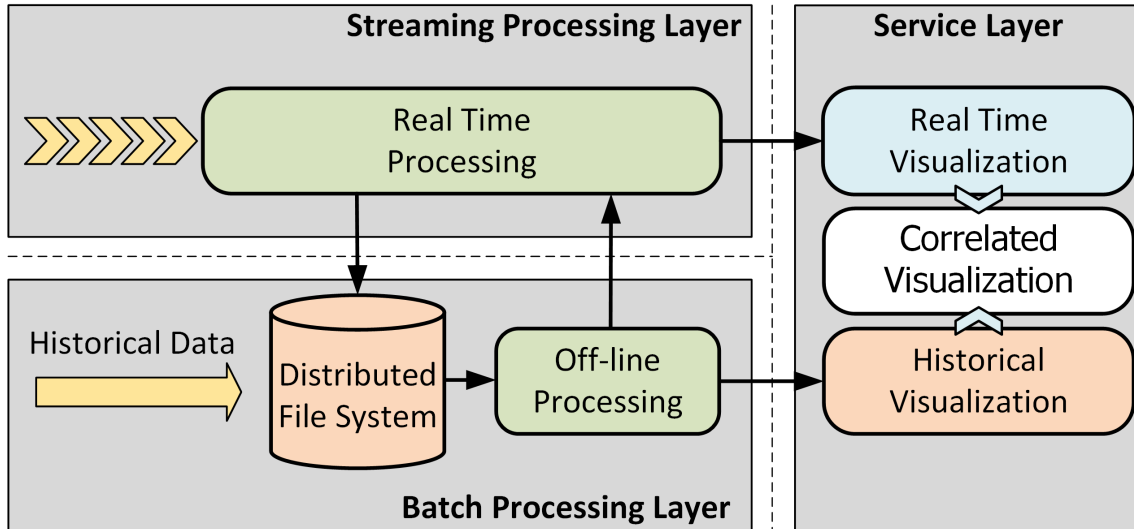 Streaming Processing Layer
Real Time
Processing
Historical Data
Distributed
File System
Off-line
Processing
Batch Processing Layer
Service Layer
Real Time
Visualization
Correlated
Visualization
Historical
Visualization